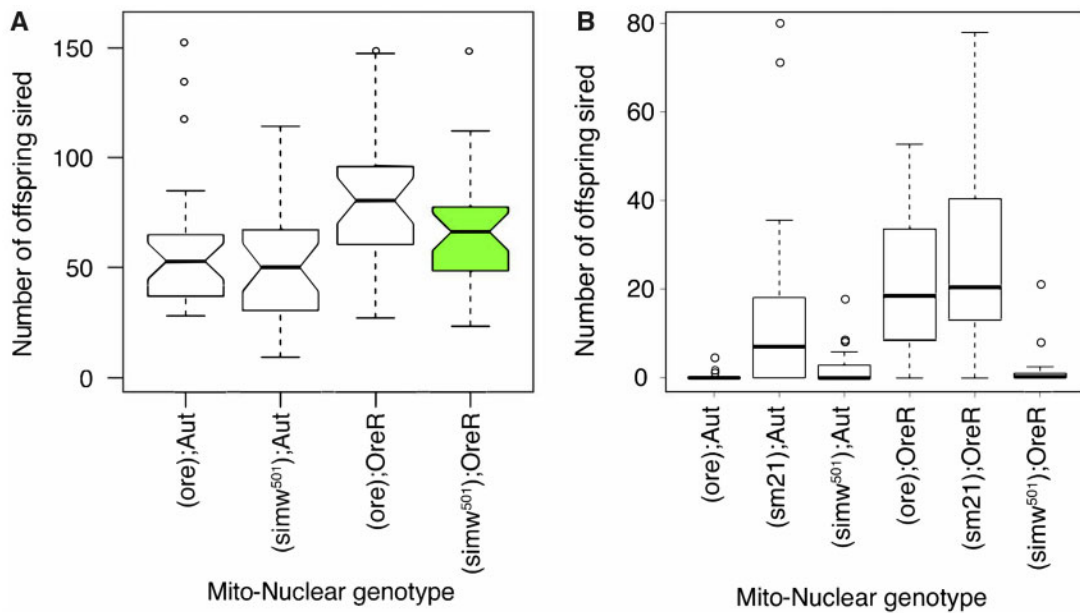 A
Number of offspring sired
150
100
50
0
(ore);Aut
(simw⁵⁰¹);Aut
(ore);OreR
(simw⁵⁰¹);OreR
Mito-Nuclear genotype
B
Number of offspring sired
80
60
40
20
0
(ore);Aut
(sm21);Aut
(simw⁵⁰¹);Aut
(ore);OreR
(sm21);OreR
(simw⁵⁰¹);OreR
Mito-Nuclear genotype